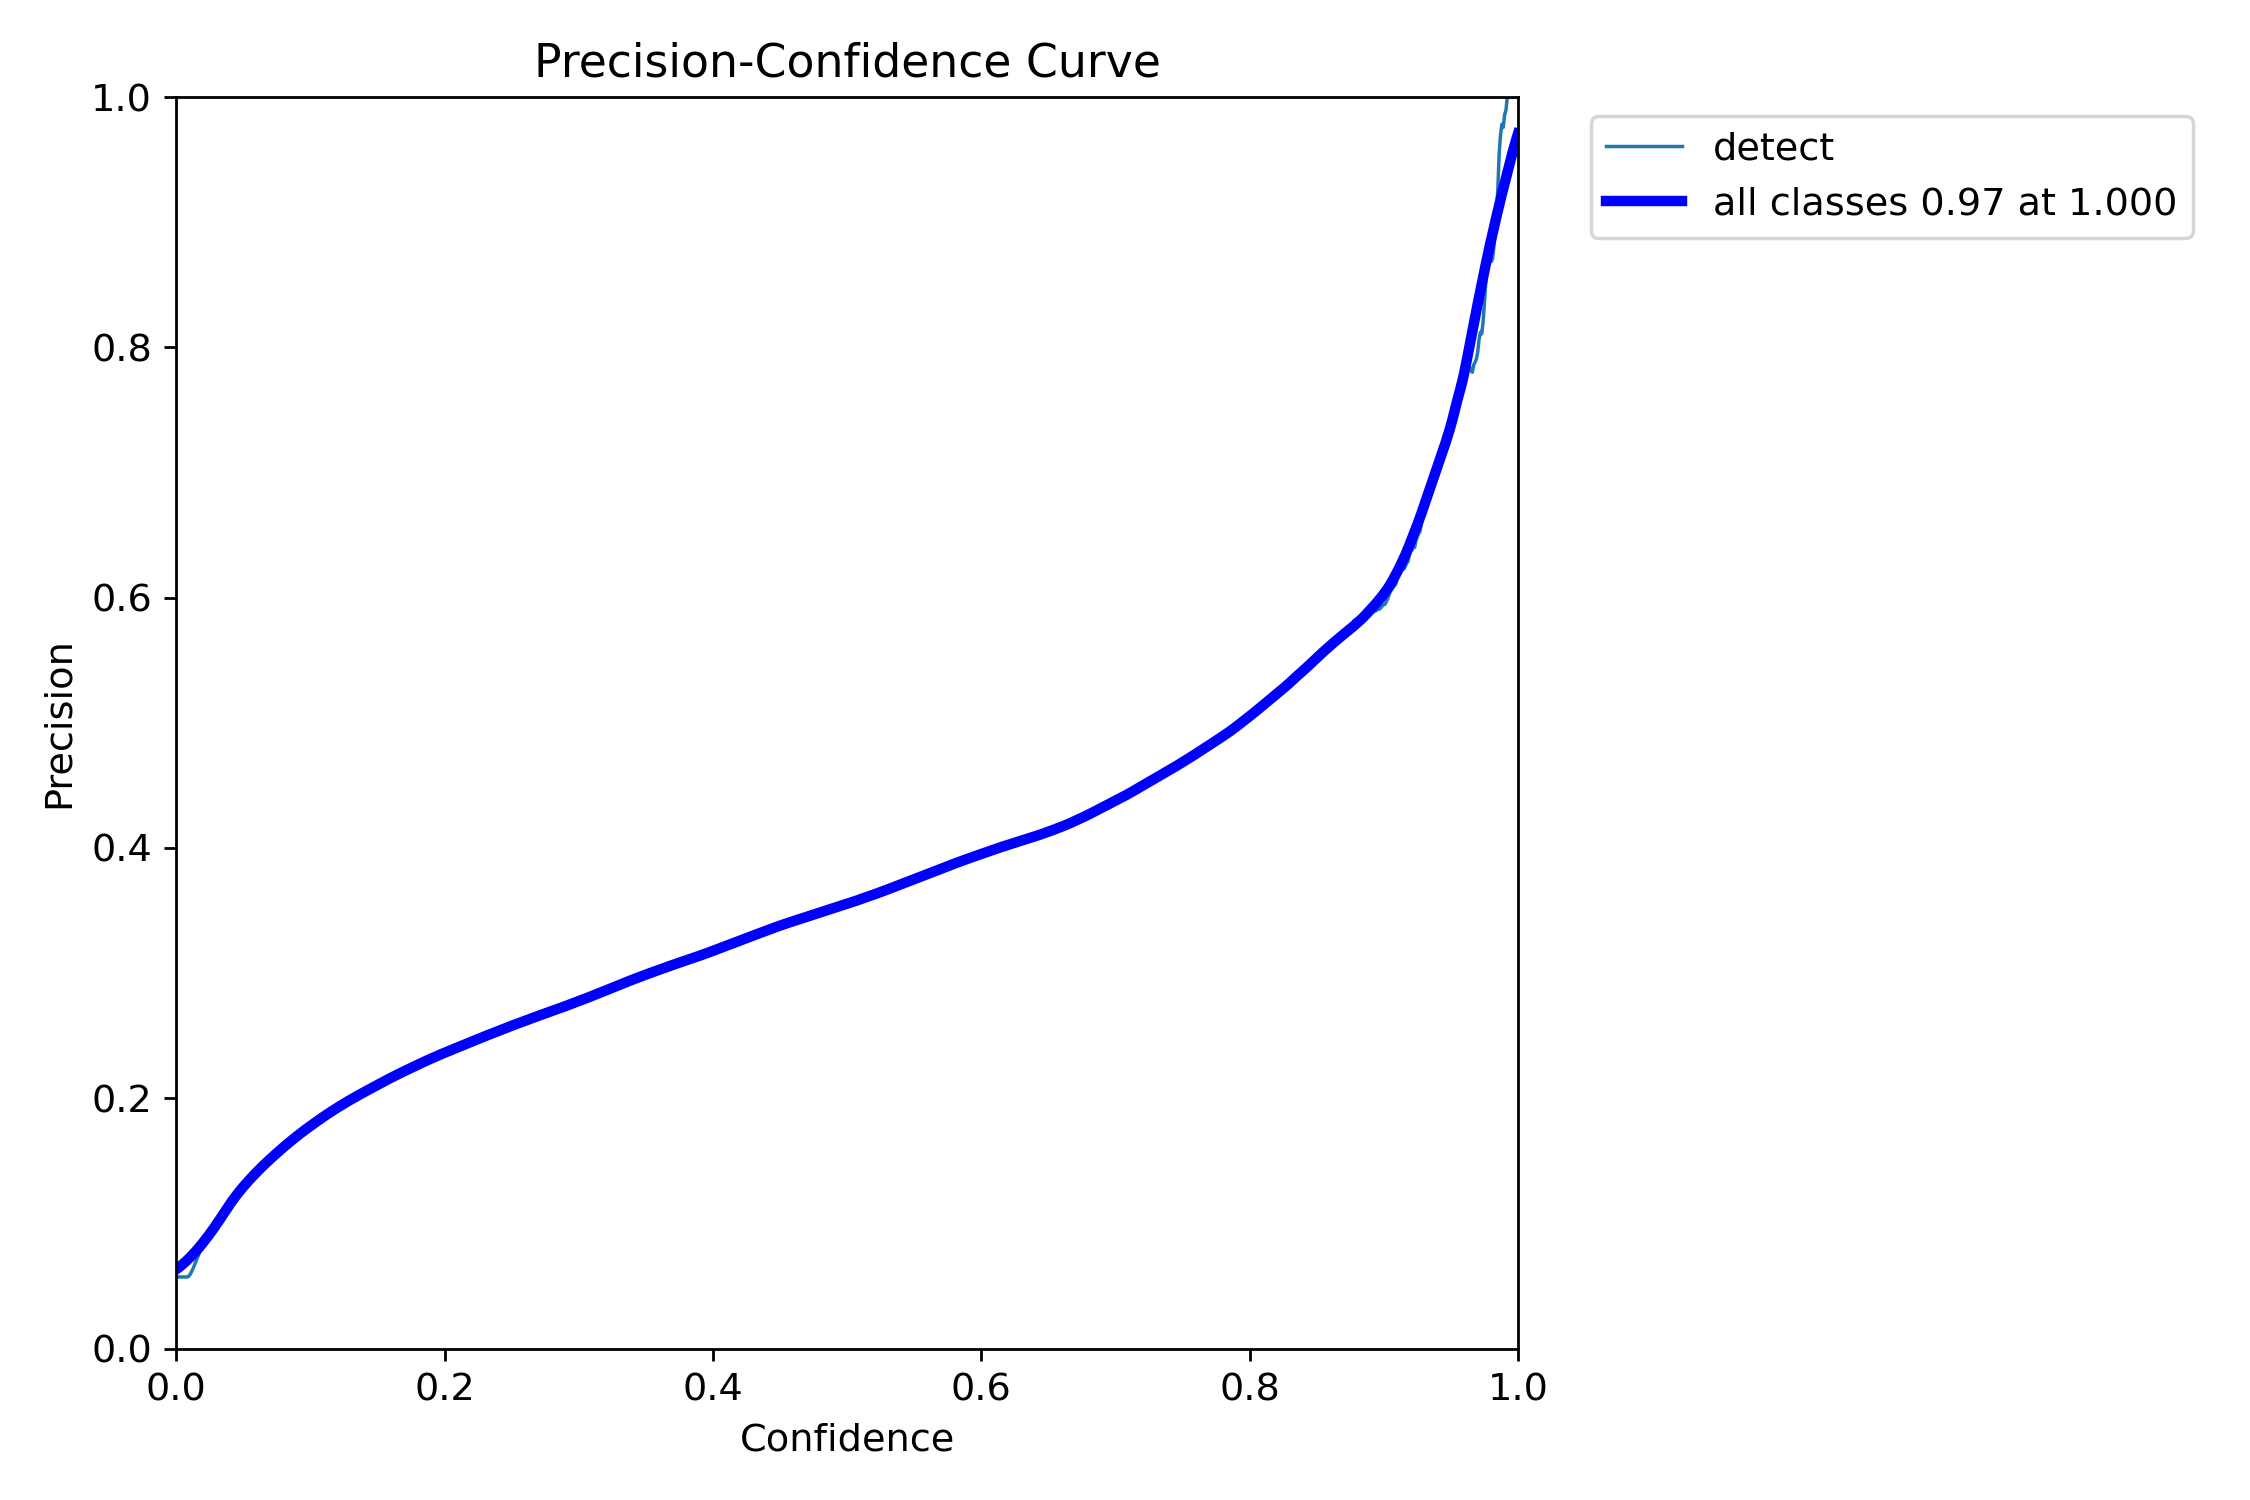 Precision-Confidence Curve
1.0
0.8
0.6
0.4
0.2
0.0
Precision
0.0 0.2 0.4 0.6 0.8 1.0
Confidence
detect
all classes 0.97 at 1.000